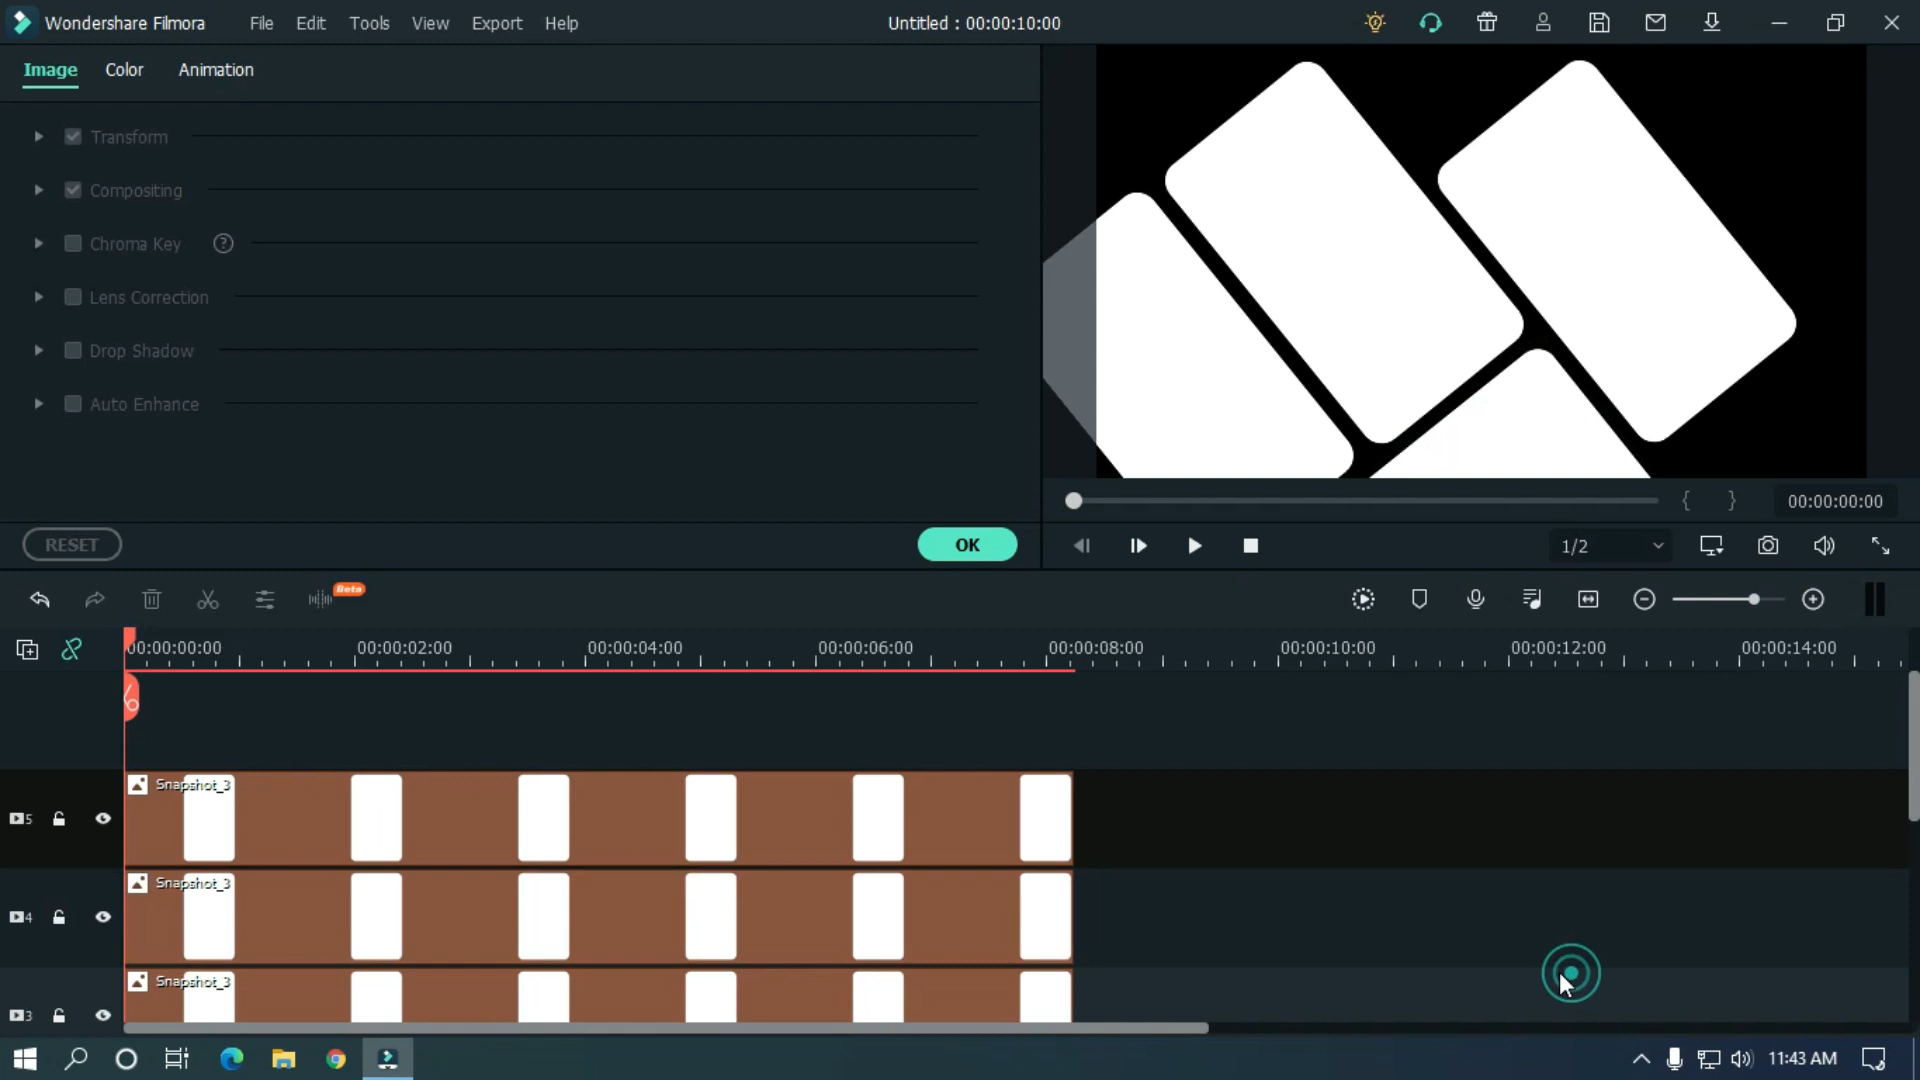 Wondershare Filmora File Edit Tools View Export Help Untitled : 00:00:10:00
Image Color Animation
Transform
Compositing
Chroma Key ?
Lens Correction
Drop Shadow
Auto Enhance
{ } 00:00:00:00
RESET OK 1/2
Beta
00:00:00:00 00:00:02:00 00:00:04:00 00:00:06:00 00:00:08:00 00:00:10:00 00:00:12:00 00:00:14:00
Snapshot_3
5
Snapshot_3
4
Snapshot_3
3
11:43 AM